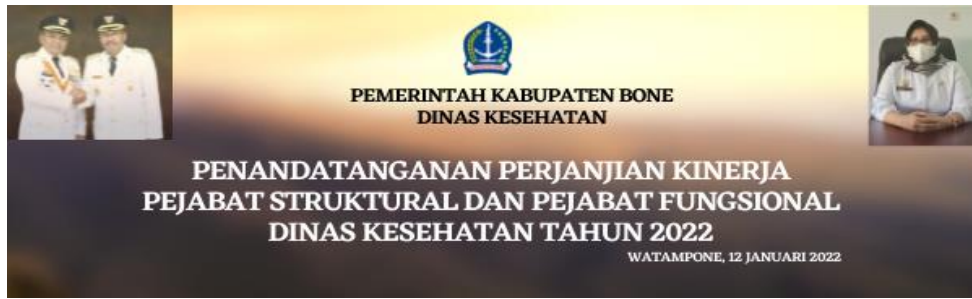 PEMERINTAH KABUPATEN BONE
DINAS KESEHATAN
PENANDATANGANAN PERJANJIAN KINERJA
PEJABAT STRUKTURAL DAN PEJABAT FUNGSIONAL
DINAS KESEHATAN TAHUN 2022
WATAMPONE, 12 JANUARI 2022